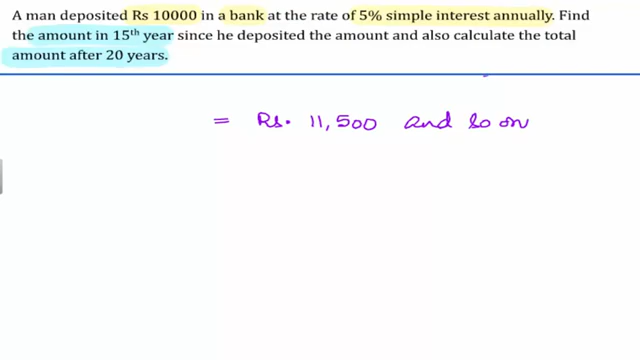 A man deposited Rs 10000 in a bank at the rate of 5% simple interest annually. Find
the amount in 15th year since he deposited the amount and also calculate the total
amount after 20 years.
= Rs. 11,500 and so on